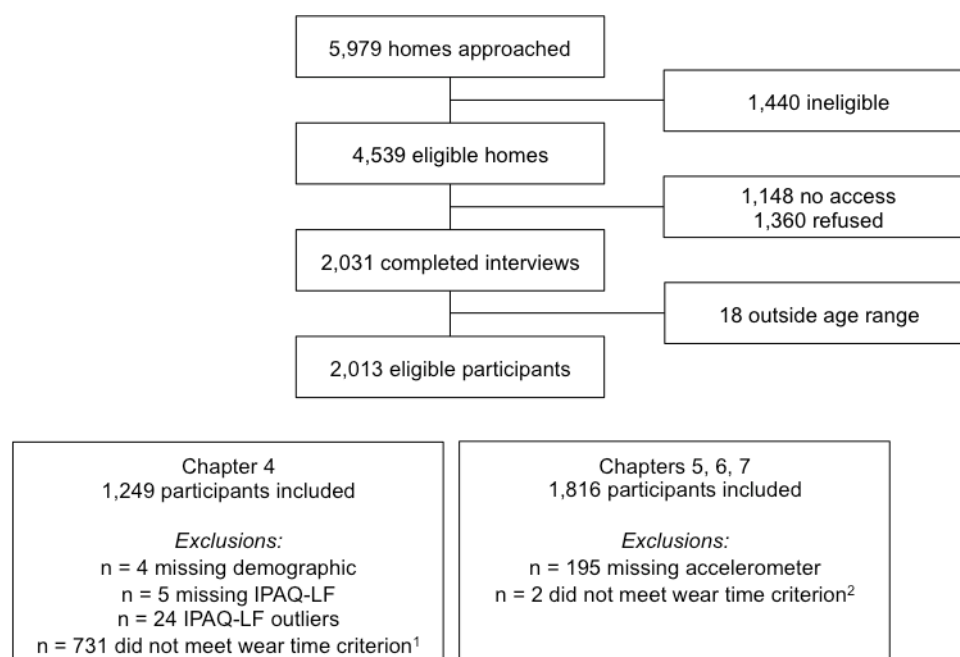 5,979 homes approached
1,440 ineligible
4,539 eligible homes
1,148 no access
1,360 refused
2,031 completed interviews
18 outside age range
2,013 eligible participants
Chapter 4
1,249 participants included
Exclusions:
n = 4 missing demographic
n = 5 missing IPAQ-LF
n = 24 IPAQ-LF outliers
n = 731 did not meet wear time criterion¹
Chapters 5, 6, 7
1,816 participants included
Exclusions:
n = 195 missing accelerometer
n = 2 did not meet wear time criterion²